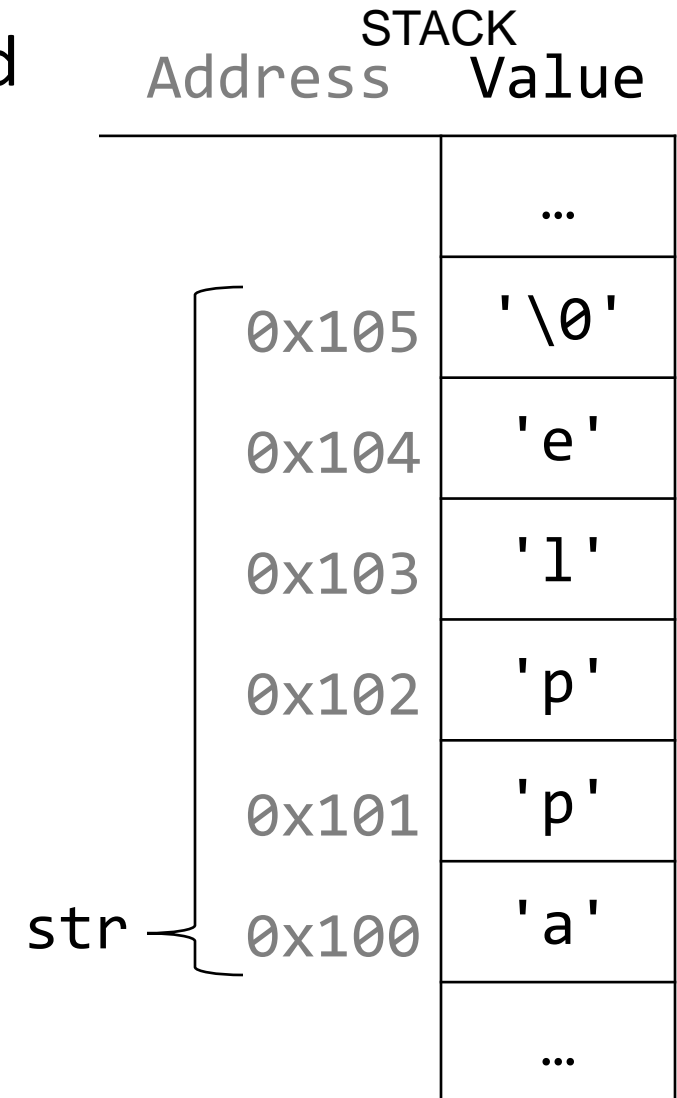 d
STACK
Address Value
…
0x105 '\0'
0x104 'e'
0x103 'l'
0x102 'p'
0x101 'p'
str 0x100 'a'
…